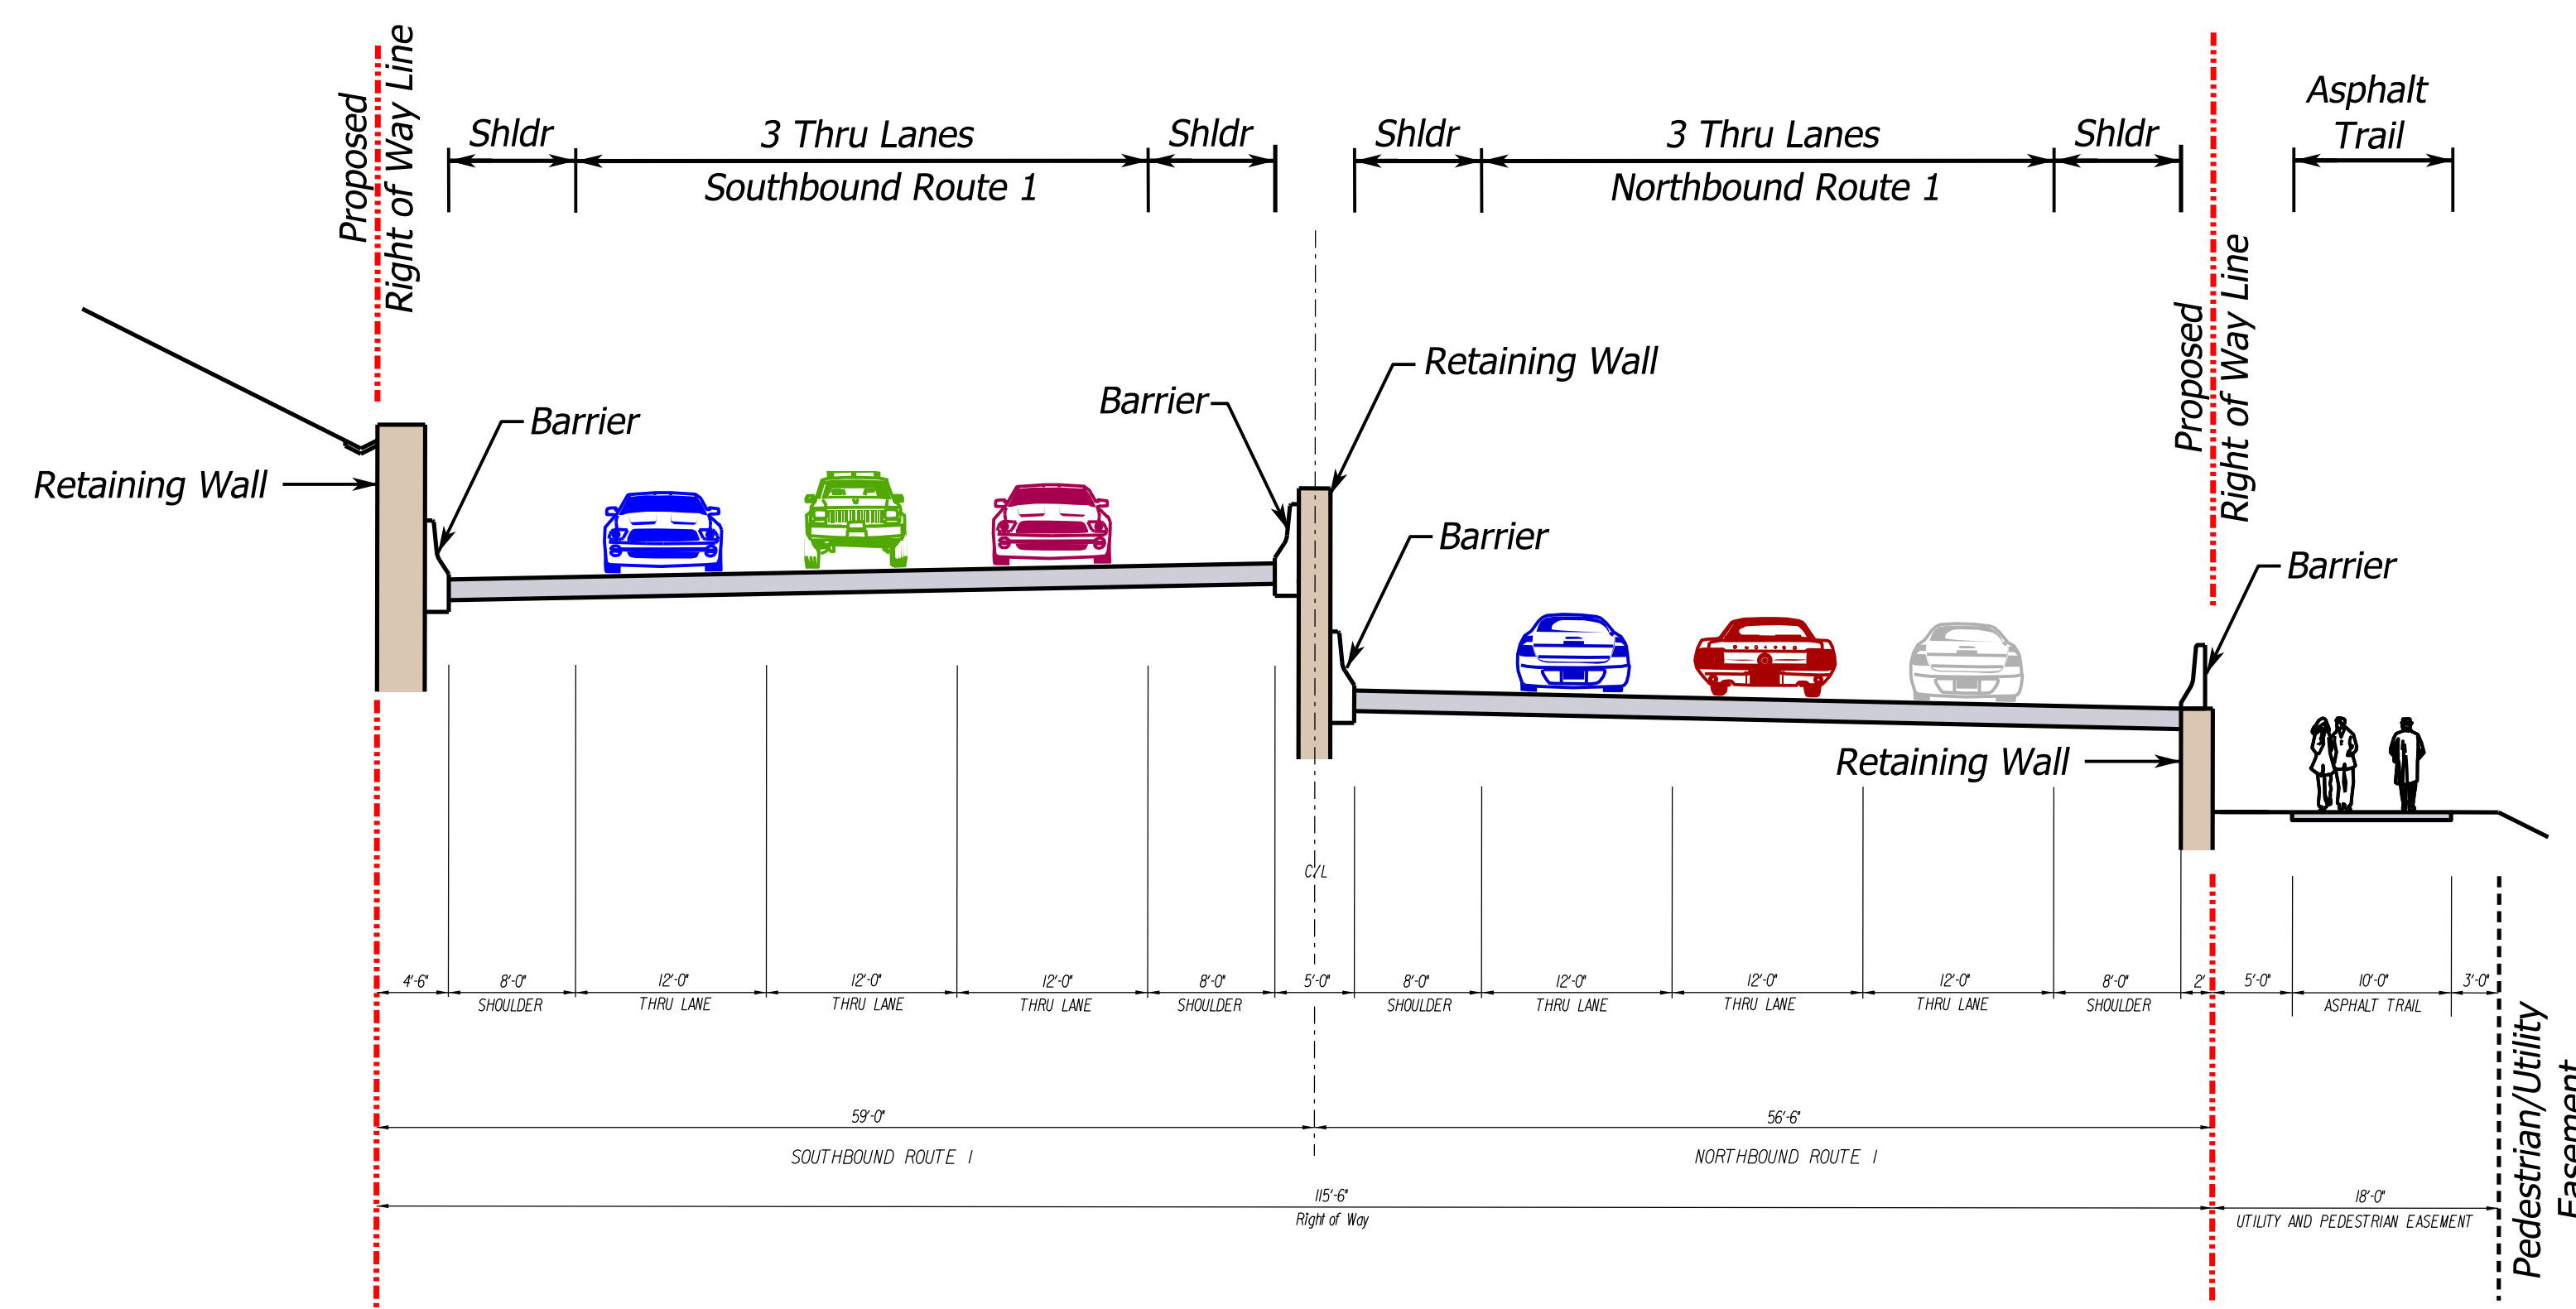 Proposed
Right of Way Line
Shldr
3 Thru Lanes
Southbound Route 1
Shldr
Shldr
3 Thru Lanes
Northbound Route 1
Shldr
Asphalt
Trail
Proposed
Right of Way Line
Retaining Wall
Barrier
Barrier
Retaining Wall
Barrier
Barrier
Retaining Wall
C/L
4'-6"
8'-0"
12'-0"
12'-0"
12'-0"
8'-0"
5'-0"
8'-0"
12'-0"
12'-0"
12'-0"
8'-0"
2'
5'-0"
10'-0"
3'-0"
SHOULDER
THRU LANE
THRU LANE
THRU LANE
SHOULDER
SHOULDER
THRU LANE
THRU LANE
THRU LANE
SHOULDER
ASPHALT TRAIL
59'-0"
56'-6"
SOUTHBOUND ROUTE 1
NORTHBOUND ROUTE 1
115'-6"
Right of Way
18'-0"
UTILITY AND PEDESTRIAN EASEMENT
Pedestrian/Utility
Easement